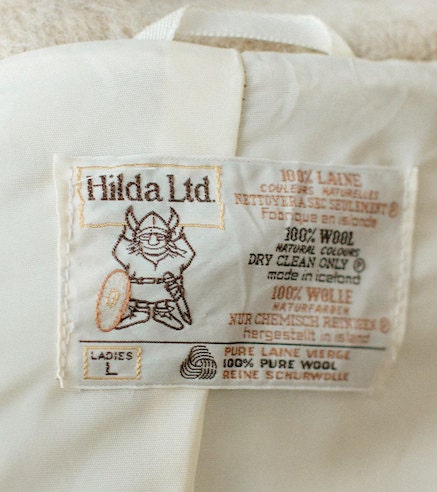 Hilda Ltd.
100% LAINE
COULEURS NATURELLES
NETTOYER A SEC SEULEMENT Ⓟ
Fabrique en islande
100% WOOL
NATURAL COLOURS
DRY CLEAN ONLY Ⓟ
made in iceland
100% WOLLE
NATURFARBEN
NUR CHEMISCH REINIGEN Ⓟ
hergestellt in island
LADIES
L
PURE LAINE VIERGE
100% PURE WOOL
REINE SCHURWOLLE